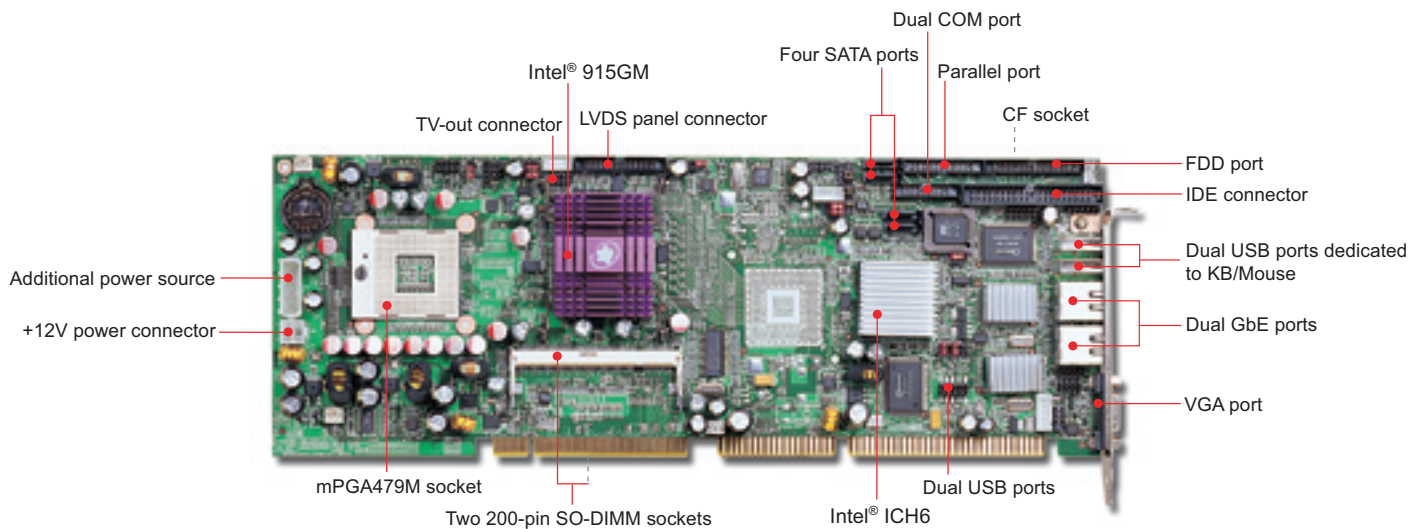 Dual COM port
Four SATA ports
Parallel port
Intel® 915GM
CF socket
TV-out connector
LVDS panel connector
FDD port
IDE connector
Dual USB ports dedicated
to KB/Mouse
Additional power source
+12V power connector
Dual GbE ports
VGA port
mPGA479M socket
Dual USB ports
Two 200-pin SO-DIMM sockets
Intel® ICH6